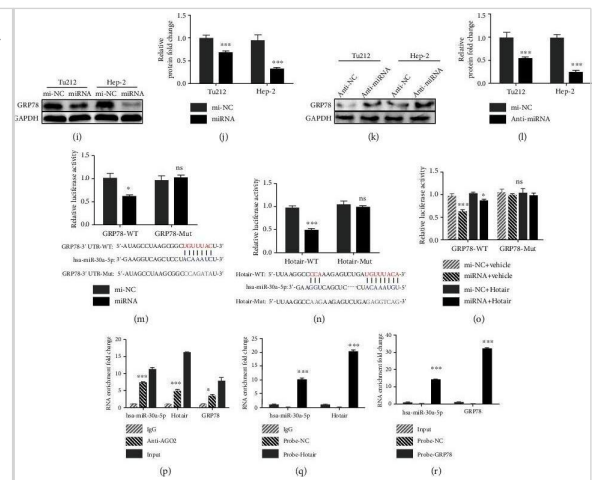 Relative
protein fold change
1.5
1.0
0.5
0.0
Tu212
Hep-2
***
***
mi-NC
miRNA
(j)
Tu212
Hep-2
mi-NC
miRNA
mi-NC
miRNA
GRP78
GAPDH
(i)
Tu212
Hep-2
Anti-NC
Anti-miRNA
Anti-NC
Anti-miRNA
GRP78
GAPDH
(k)
Relative
protein fold change
1.5
1.0
0.5
0.0
Tu212
Hep-2
***
***
mi-NC
Anti-miRNA
(l)
Relative luciferase activity
1.5
1.0
0.5
0.0
*
ns
GRP78-WT
GRP78-Mut
GRP78-3' UTR-WT: 5'-AUAGCCUAAGCGGCUGUUUACU-3'
hsa-miR-30a-5p: 3'-GAAGGUCAGCUCCUACAAAUGU-5'
GRP78-3' UTR-Mut: 5'-AUAGCCUAAGCGGCCCAGATAU-3'
mi-NC
miRNA
(m)
Relative luciferase activity
1.5
1.0
0.5
0.0
***
ns
Hotair-WT
Hotair-Mut
Hotair-WT: 5'-UUAAGGCCCCAAAGAGUCUGAUGUUUACA-3'
hsa-miR-30a-5p: 3'-GAAGGUCAGCUC····CUACAAAUGU-5'
Hotair-Mut: 5'-UUAAGGCCAAGAAGAGUCUGAGAGGTCAG-3'
(n)
Relative luciferase activity
1.5
1.0
0.5
0.0
***
*
ns
GRP78-WT
GRP78-Mut
mi-NC+vehicle
miRNA+vehicle
mi-NC+Hotair
miRNA+Hotair
(o)
RNA enrichment fold change
20
15
10
5
0
***
***
*
hsa-miR-30a-5p
Hotair
GRP78
IgG
Anti-AGO2
Input
(p)
RNA enrichment fold change
25
20
15
10
5
0
***
***
hsa-miR-30a-5p
Hotair
IgG
Probe-NC
Probe-Hotair
(q)
RNA enrichment fold change
40
30
20
10
0
***
***
hsa-miR-30a-5p
GRP78
Input
Probe-NC
Probe-GRP78
(r)